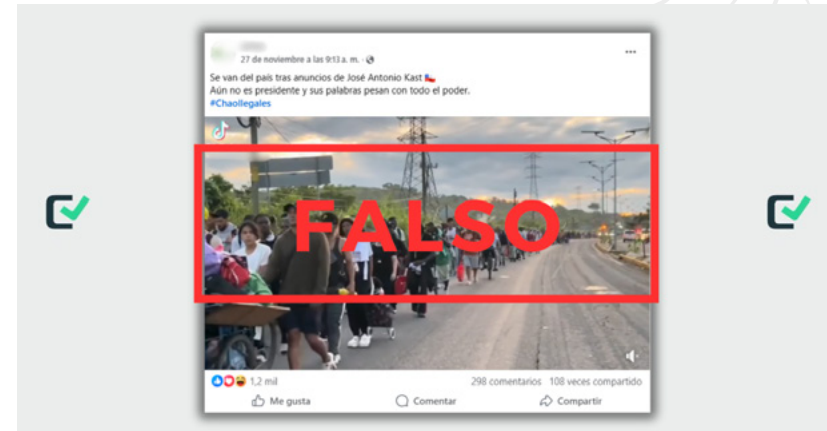 27 de noviembre a las 9:13 a. m. ·
Se van del país tras anuncios de José Antonio Kast
Aún no es presidente y sus palabras pesan con todo el poder.
#ChaoIlegales
FALSO
1,2 mil
298 comentarios 108 veces compartido
Me gusta
Comentar
Compartir